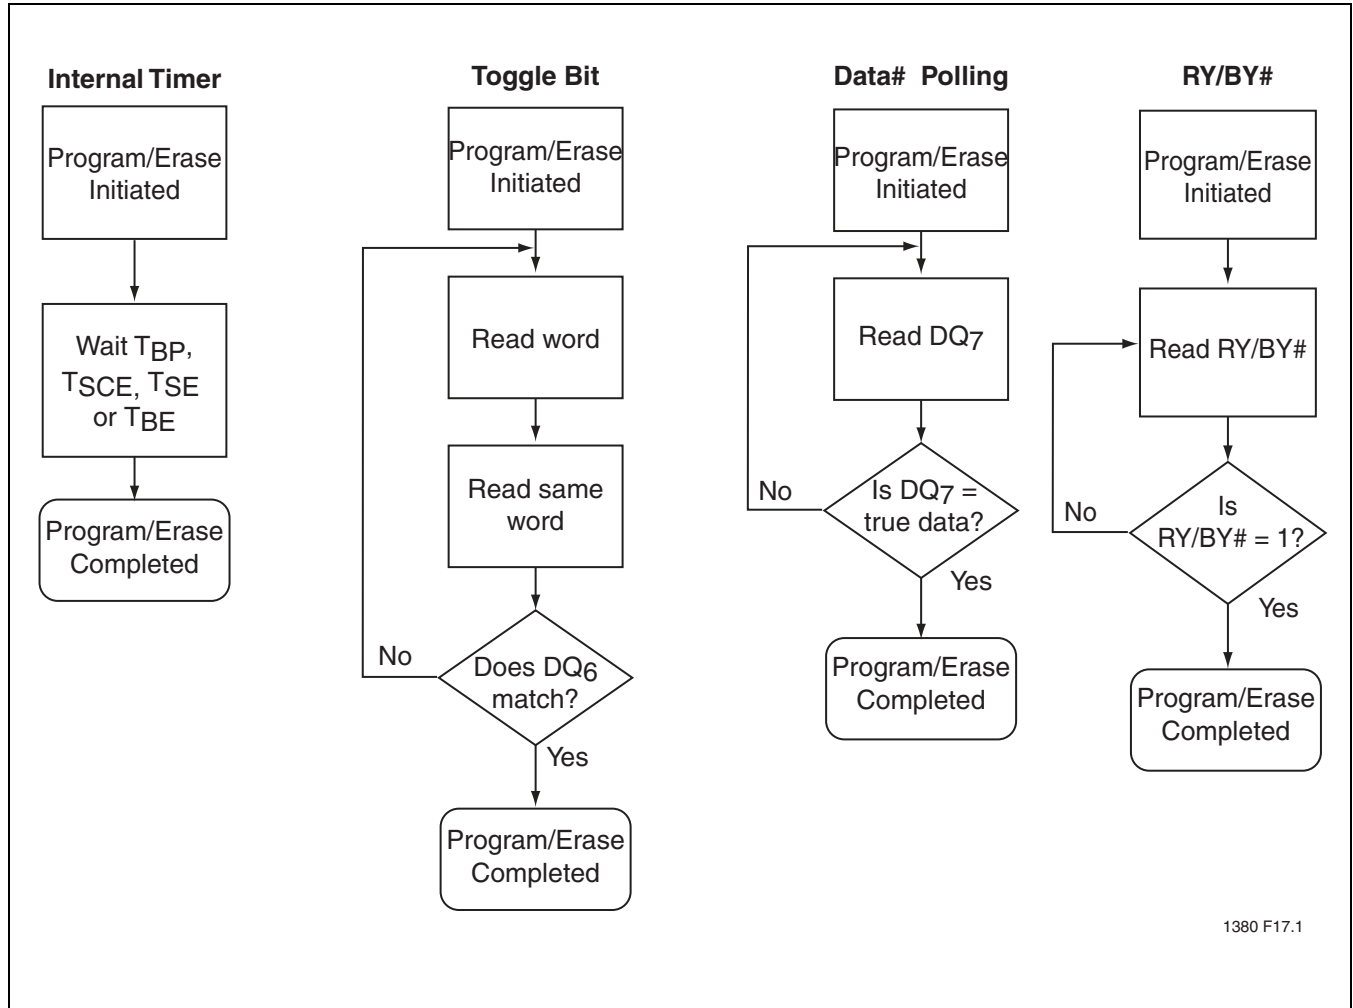 Internal Timer
Program/Erase
Initiated
Wait TBP,
TSCE, TSE
or TBE
Program/Erase
Completed
Toggle Bit
Program/Erase
Initiated
Read word
Read same
word
Does DQ6
match?
No
Yes
Program/Erase
Completed
Data# Polling
Program/Erase
Initiated
Read DQ7
Is DQ7 =
true data?
No
Yes
Program/Erase
Completed
RY/BY#
Program/Erase
Initiated
Read RY/BY#
Is
RY/BY# = 1?
No
Yes
Program/Erase
Completed
1380 F17.1